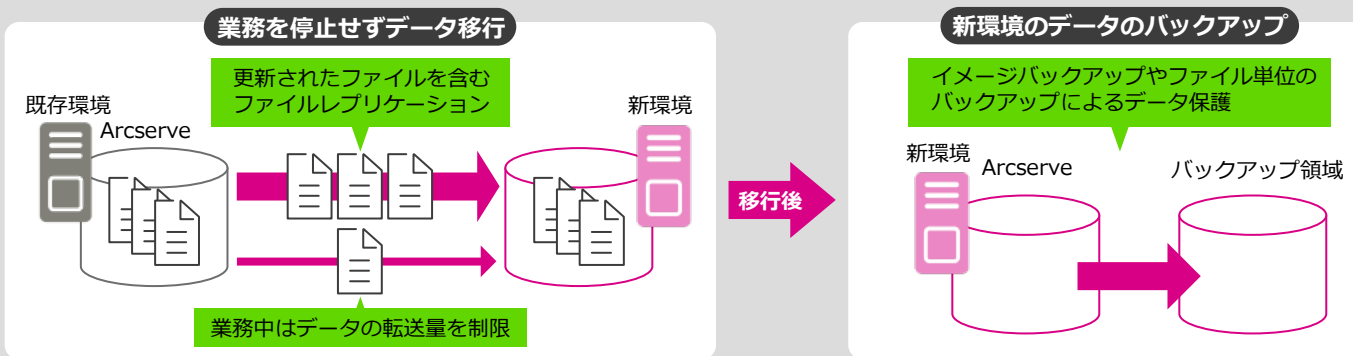 業務を停止せずデータ移行
更新されたファイルを含む
ファイルレプリケーション
既存環境
Arcserve
新環境
業務中はデータの転送量を制限
移行後
新環境のデータのバックアップ
イメージバックアップやファイル単位の
バックアップによるデータ保護
新環境
Arcserve
バックアップ領域